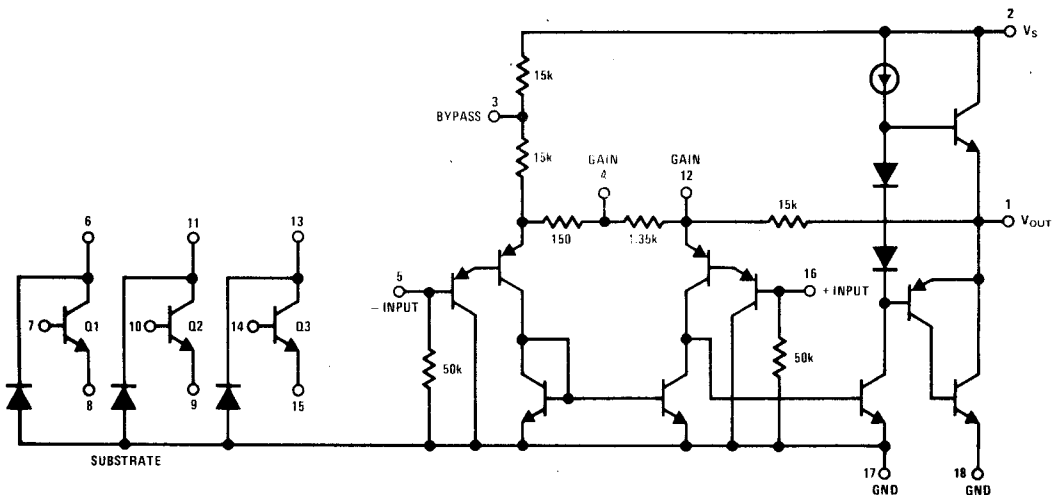 2
VS
15k
3
BYPASS
15k
GAIN
4
GAIN
12
15k
1
VOUT
150
1.35k
6
11
13
5
– INPUT
16
+ INPUT
7
Q1
10
Q2
14
Q3
50k
50k
8
9
15
SUBSTRATE
17
GND
18
GND